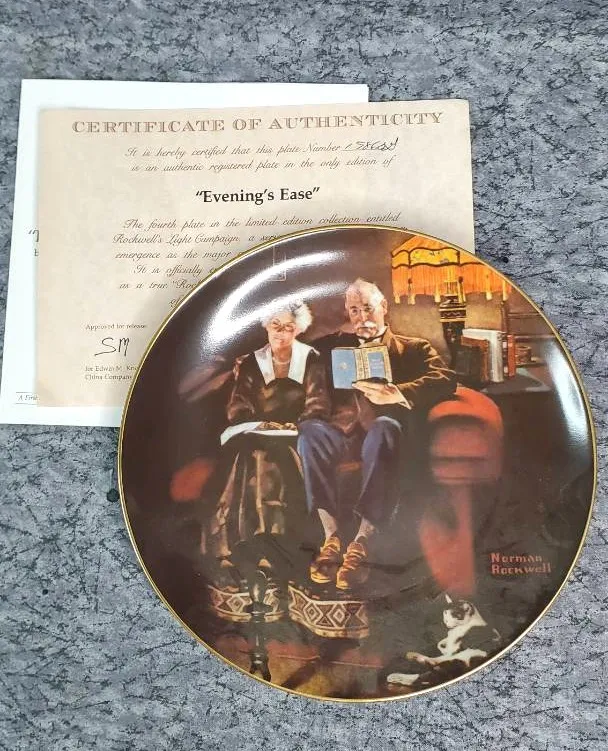 CERTIFICATE OF AUTHENTICITY
It is hereby certified that this plate Number
is an authentic registered plate in the only edition of
"Evening's Ease"
The fourth plate in the limited-edition collection entitled
Rockwell's Light Campaign, a
emergence as the major
It is officially
as a true
Approved for release
SM
for Edwin M.
China Company
Norman
Rockwell